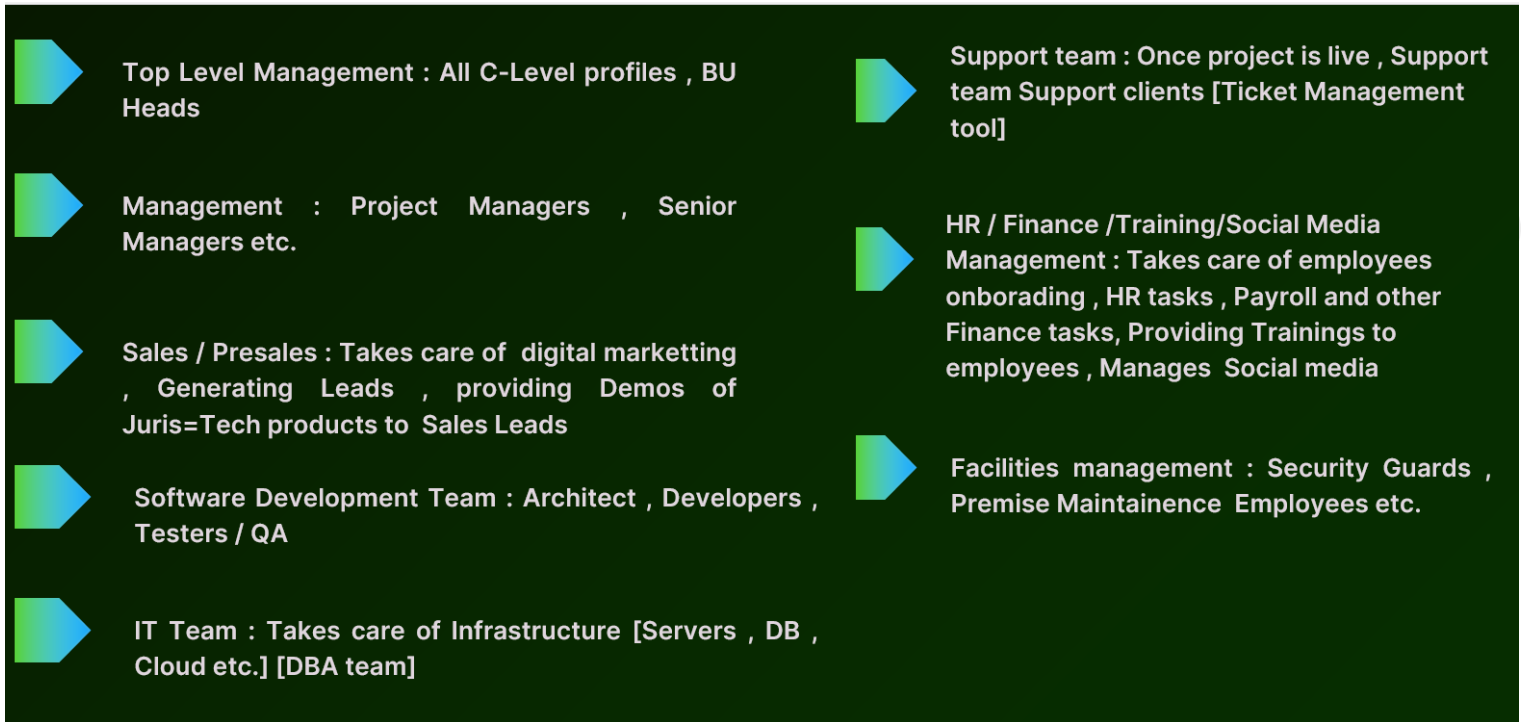 Top Level Management : All C-Level profiles , BU
Heads
Management : Project Managers , Senior
Managers etc.
Sales / Presales : Takes care of  digital marketting
, Generating Leads , providing Demos of
Juris=Tech products to  Sales Leads
Software Development Team : Architect , Developers ,
Testers / QA
IT Team : Takes care of Infrastructure [Servers , DB ,
Cloud etc.] [DBA team]
Support team : Once project is live , Support
team Support clients [Ticket Management
tool]
HR / Finance /Training/Social Media
Management : Takes care of employees
onborading , HR tasks , Payroll and other
Finance tasks, Providing Trainings to
employees , Manages  Social media
Facilities management : Security Guards ,
Premise Maintainence  Employees etc.